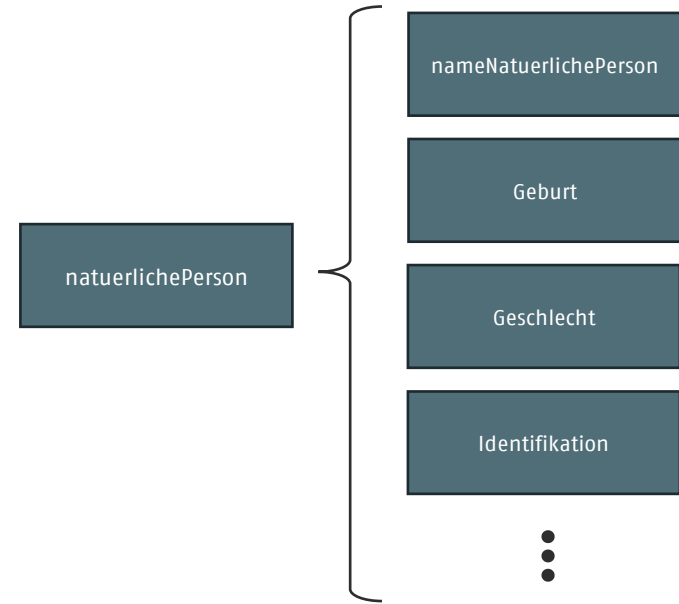 nameNatuerlichePerson
Geburt
natuerlichePerson
Geschlecht
Identifikation